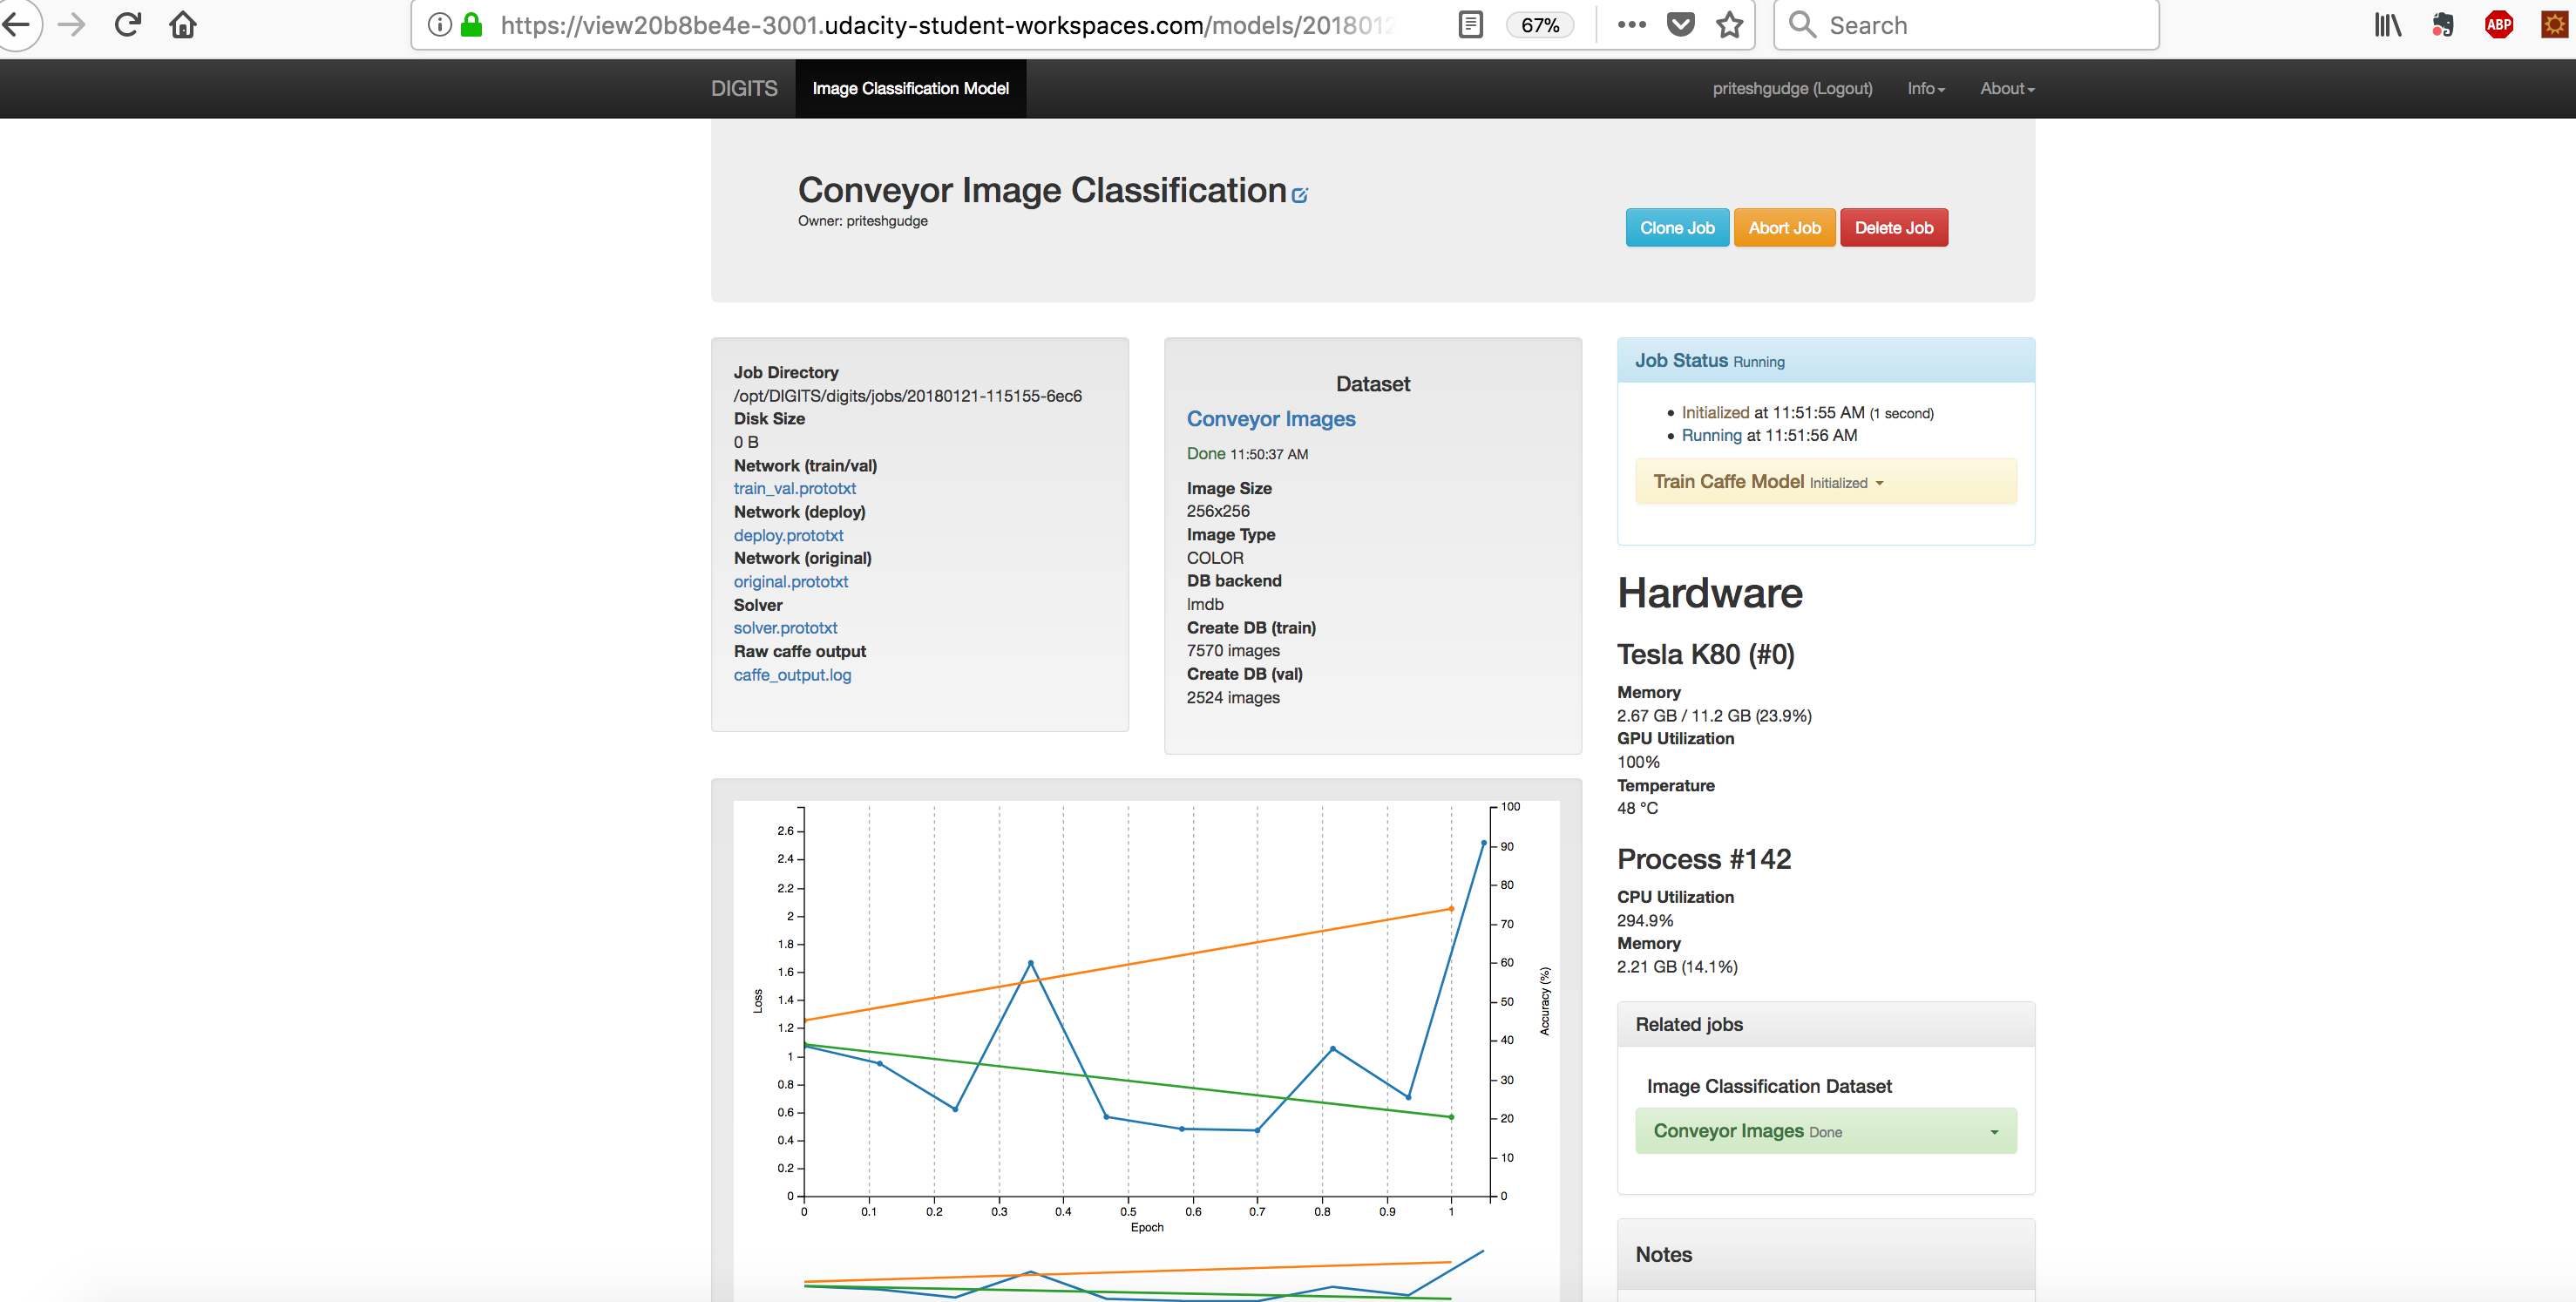 https://view20b8be4e-3001.udacity-student-workspaces.com/models/201801
67%
Search
ABP
DIGITS
Image Classification Model
priteshgudge (Logout)
Info
About
Conveyor Image Classification
Owner: priteshgudge
Clone Job
Abort Job
Delete Job
Job Directory
/opt/DIGITS/digits/jobs/20180121-115155-6ec6
Disk Size
0 B
Network (train/val)
train_val.prototxt
Network (deploy)
deploy.prototxt
Network (original)
original.prototxt
Solver
solver.prototxt
Raw caffe output
caffe_output.log
Dataset
Conveyor Images
Done 11:50:37 AM
Image Size
256x256
Image Type
COLOR
DB backend
lmdb
Create DB (train)
7570 images
Create DB (val)
2524 images
Job Status Running
Initialized at 11:51:55 AM (1 second)
Running at 11:51:56 AM
Train Caffe Model Initialized
Hardware
Tesla K80 (#0)
Memory
2.67 GB / 11.2 GB (23.9%)
GPU Utilization
100%
Temperature
48 °C
Process #142
CPU Utilization
294.9%
Memory
2.21 GB (14.1%)
Related jobs
Image Classification Dataset
Conveyor Images Done
Notes
2.6
2.4
2.2
2
1.8
1.6
1.4
1.2
1
0.8
0.6
0.4
0.2
0
Loss
100
90
80
70
60
50
40
30
20
10
0
Accuracy (%)
0 0.1 0.2 0.3 0.4 0.5 0.6 0.7 0.8 0.9 1
Epoch